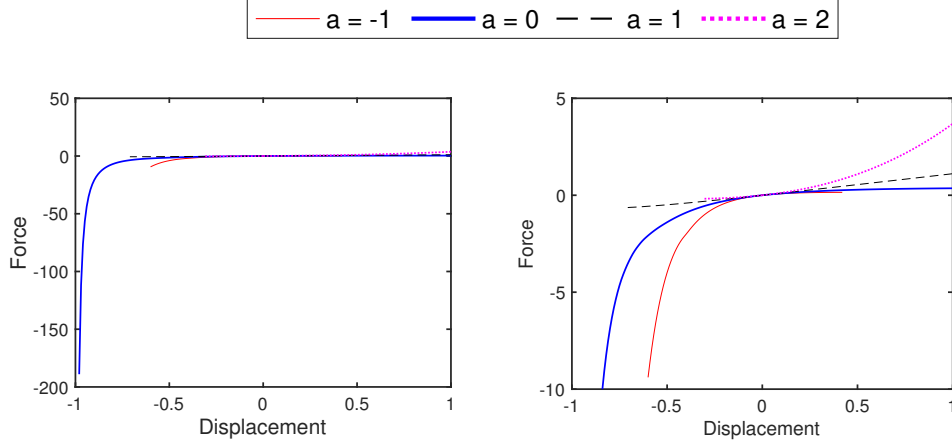 a = -1 a = 0 a = 1 a = 2
50
0
-50
-100
-150
-200
-1 -0.5 0 0.5 1
Force
Displacement
5
0
-5
-10
-1 -0.5 0 0.5 1
Force
Displacement